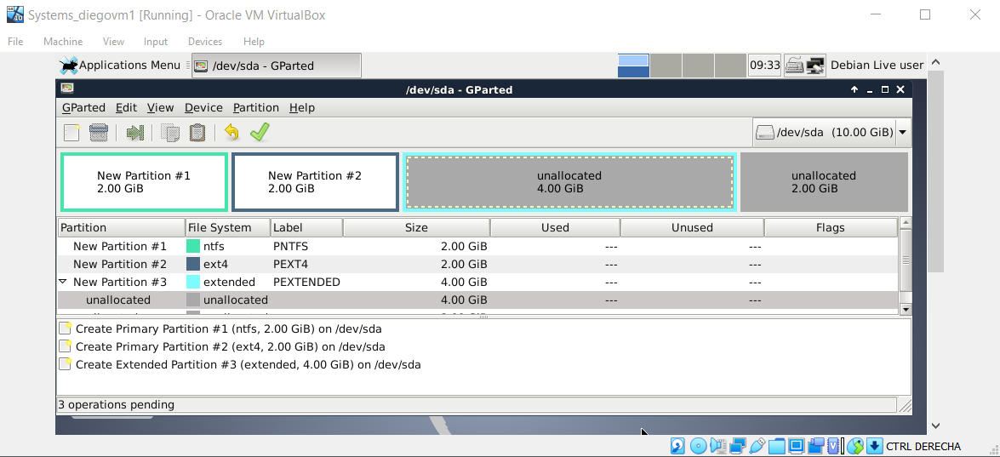 Systems_diegovm1 [Running] - Oracle VM VirtualBox
File Machine View Input Devices Help
Applications Menu /dev/sda - GParted 09:33 Debian Live user
/dev/sda - GParted
GParted Edit View Device Partition Help
/dev/sda (10.00 GiB)
New Partition #1 New Partition #2 unallocated unallocated
2.00 GiB 2.00 GiB 4.00 GiB 2.00 GiB
Partition File System Label Size Used Unused Flags
New Partition #1 ntfs PNTFS 2.00 GiB --- ---
New Partition #2 ext4 PEXT4 2.00 GiB --- ---
New Partition #3 extended PEXTENDED 4.00 GiB --- ---
unallocated unallocated 4.00 GiB --- ---
Create Primary Partition #1 (ntfs, 2.00 GiB) on /dev/sda
Create Primary Partition #2 (ext4, 2.00 GiB) on /dev/sda
Create Extended Partition #3 (extended, 4.00 GiB) on /dev/sda
3 operations pending
CTRL DERECHA